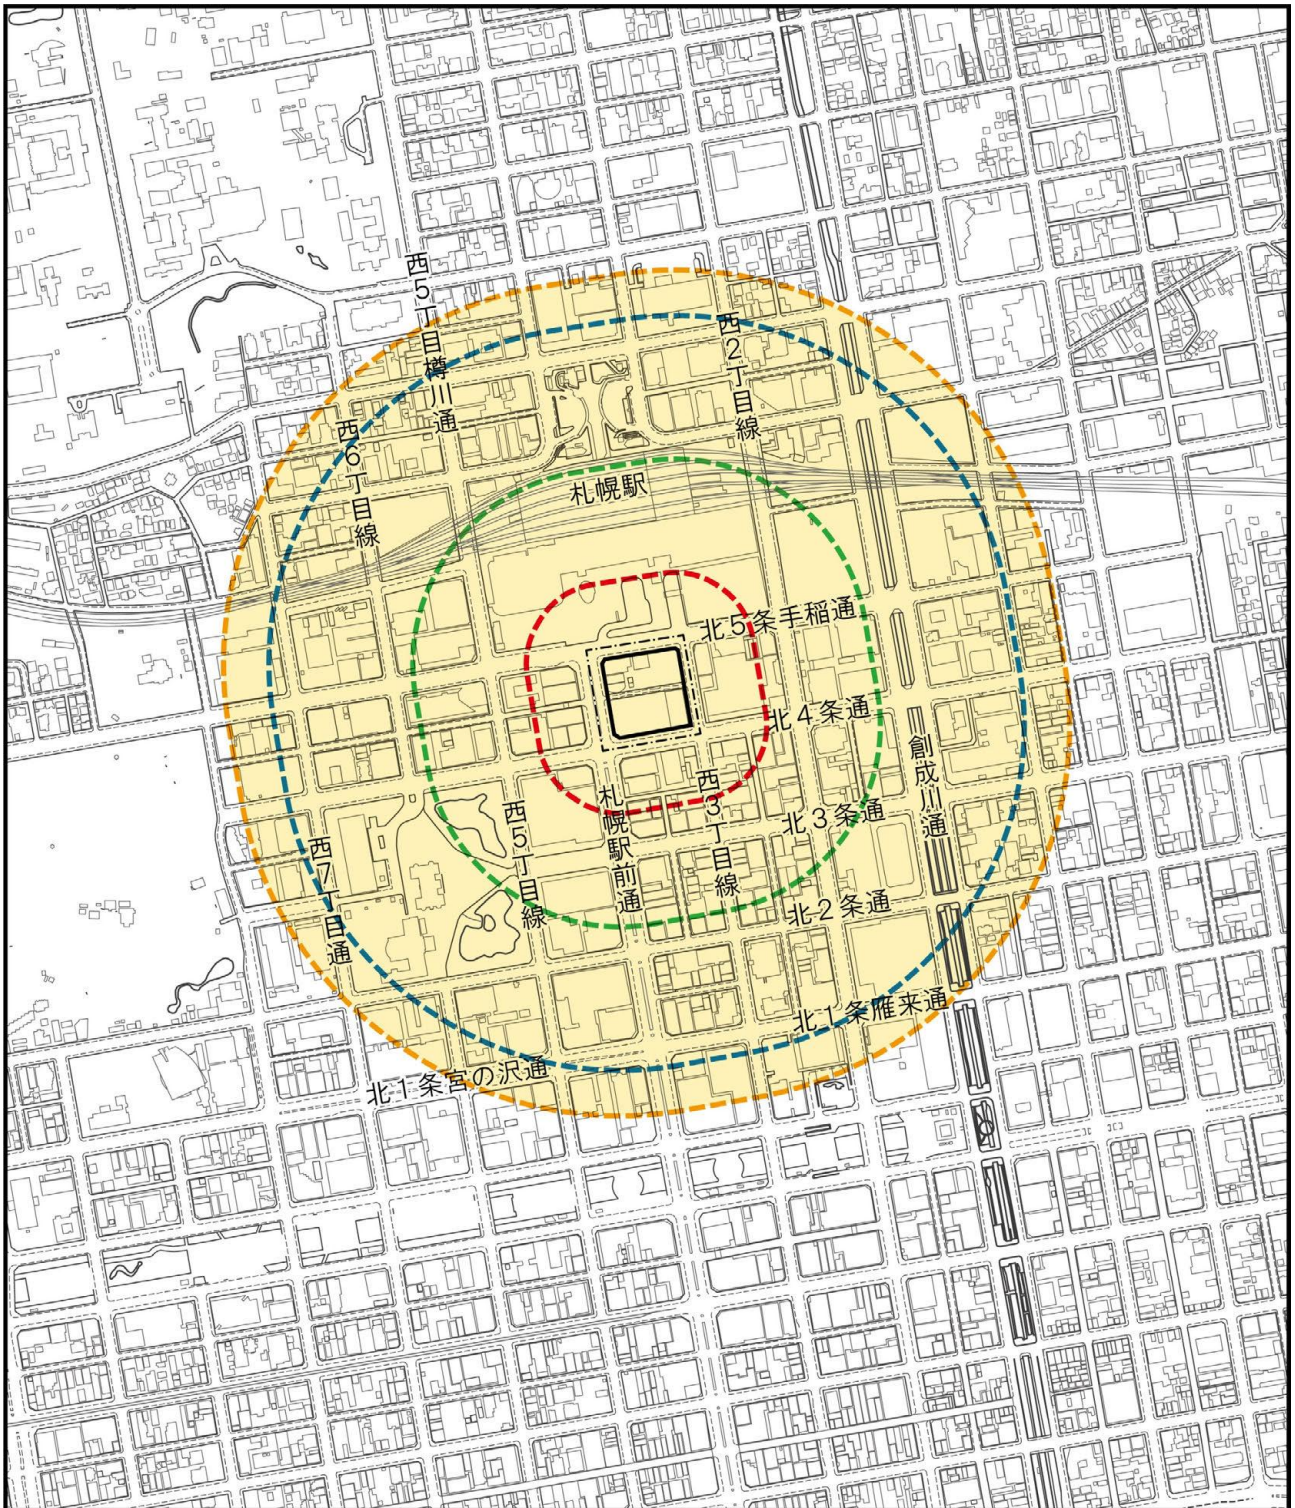 西5丁目樽川通
西2丁目線
西6丁目線
札幌駅
北5条手稲通
北4条通
創成川通
西3丁目線
札幌駅前通
西5丁目線
北3条通
西7丁目通
北2条通
北1条雁来通
北1条宮の沢通